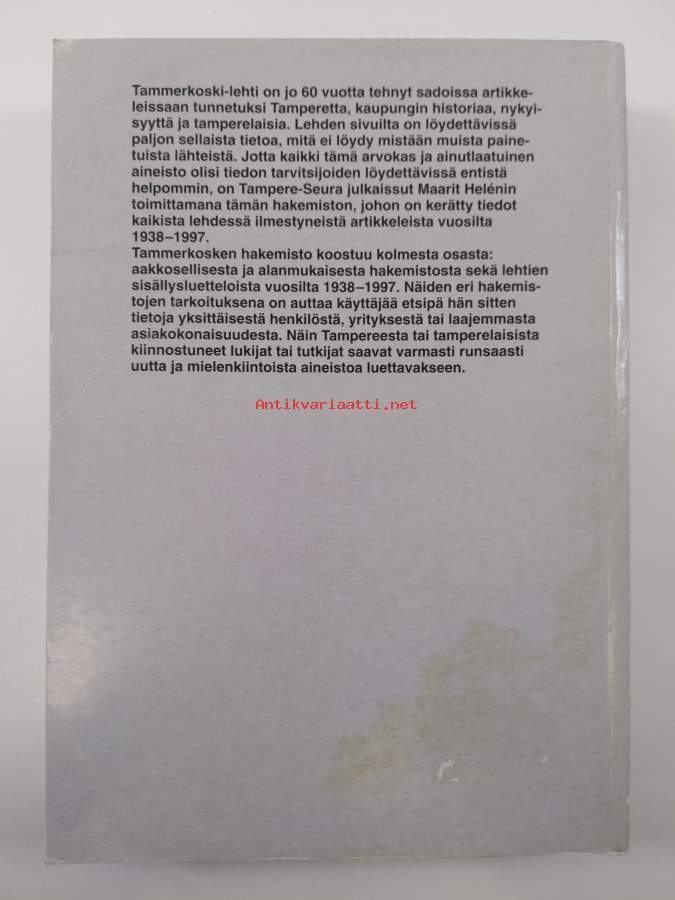 Tammerkoski-lehti on jo 60 vuotta tehnyt sadoissa artikke-
leissaan tunnetuksi Tamperetta, kaupungin historiaa, nykyi-
syyttä ja tamperelaisia. Lehden sivuilta on löydettävissä
paljon sellaista tietoa, mitä ei löydy mistään muista paine-
tuista lähteistä. Jotta kaikki tämä arvokas ja ainutlaatuinen
aineisto olisi tiedon tarvitsijoiden löydettävissä entistä
helpommin, on Tampere-Seura julkaissut Maarit Helénin
toimittamana tämän hakemiston, johon on kerätty tiedot
kaikista lehdessä ilmestyneistä artikkeleista vuosilta
1938–1997.
Tammerkosken hakemisto koostuu kolmesta osasta:
aakkosellisesta ja alanmukaisesta hakemistosta sekä lehtien
sisällysluetteloista vuosilta 1938–1997. Näiden eri hakemis-
tojen tarkoituksena on auttaa käyttäjää etsipä hän sitten
tietoja yksittäisestä henkilöstä, yrityksestä tai laajemmasta
asiakokonaisuudesta. Näin Tampereesta tai tamperelaisista
kiinnostuneet lukijat tai tutkijat saavat varmasti runsaasti
uutta ja mielenkiintoista aineistoa luettavakseen.
Antikvariaatti.net